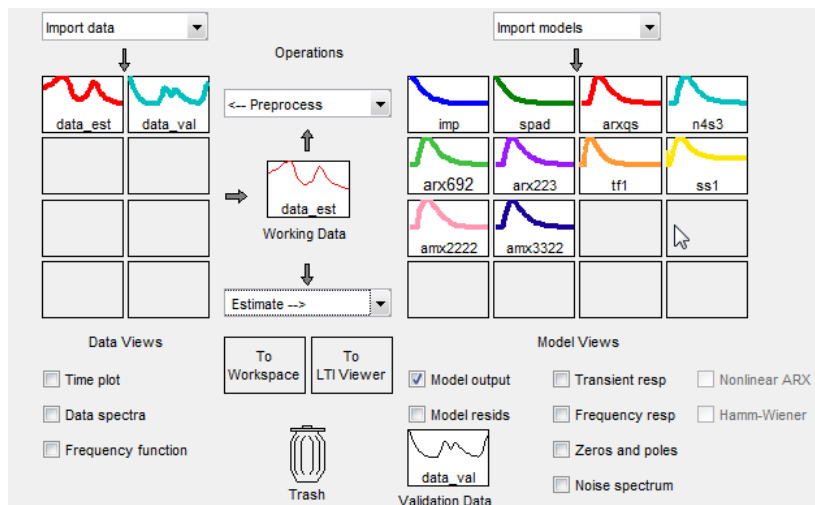 Import data
Import models
Operations
<-- Preprocess
data_est
data_val
imp
spad
arxqs
n4s3
arx692
arx223
tf1
ss1
data_est
Working Data
amx2222
amx3322
Estimate -->
Data Views
Model Views
To
Workspace
To
LTI Viewer
Time plot
Data spectra
Frequency function
Model output
Transient resp
Nonlinear ARX
Model resids
Frequency resp
Hamm-Wiener
Zeros and poles
Noise spectrum
data_val
Trash
Validation Data